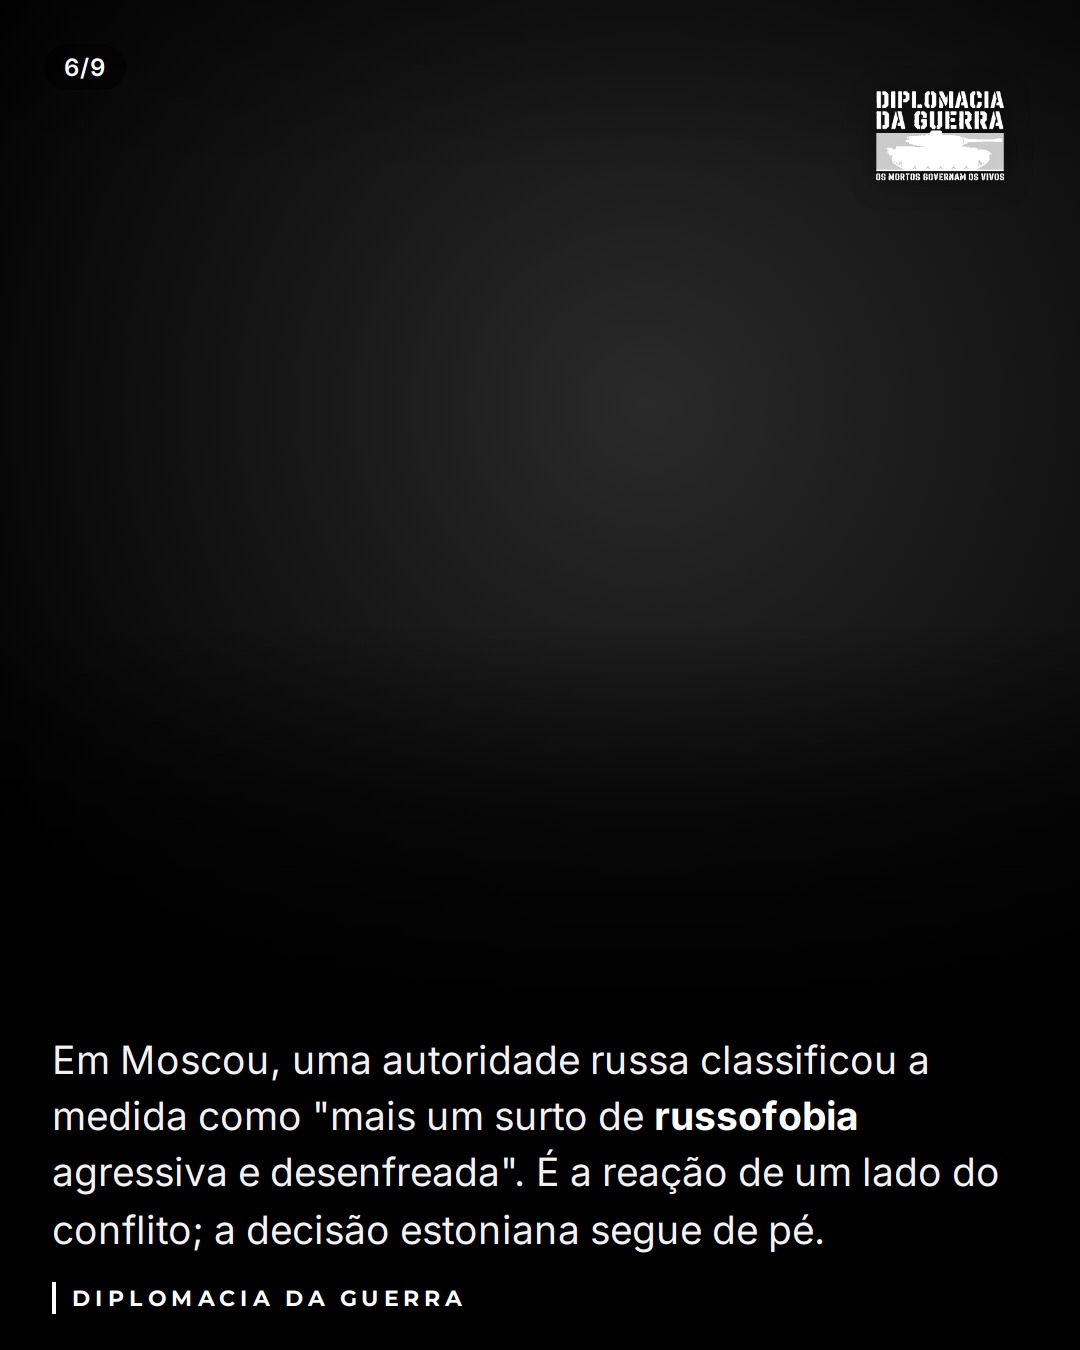 6/9
DIPLOMACIA
DA GUERRA
OS MORTOS GOVERNAM OS VIVOS
Em Moscou, uma autoridade russa classificou a
medida como "mais um surto de russofobia
agressiva e desenfreada". É a reação de um lado do
conflito; a decisão estoniana segue de pé.
DIPLOMACIA DA GUERRA